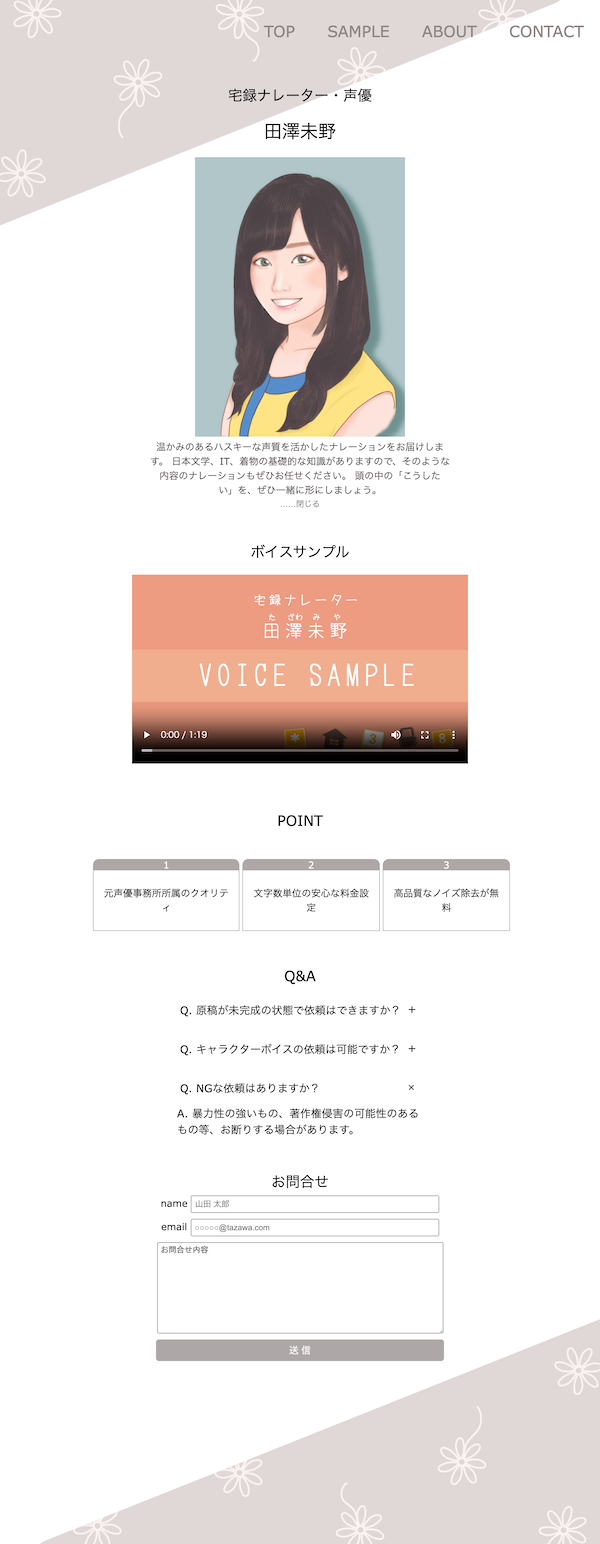 TOP SAMPLE ABOUT CONTACT
宅録ナレーター・声優
田澤未野
温かみのあるハスキーな声質を活かしたナレーションをお届けしま
す。 日本文学、IT、着物の基礎的な知識がありますので、そのような
内容のナレーションもぜひお任せください。 頭の中の「こうした
い」を、ぜひ一緒に形にしましょう。
……閉じる
ボイスサンプル
宅録ナレーター
た ざわ み や
田澤未野
VOICE SAMPLE
3 8
0:00 / 1:19
POINT
1 2 3
元声優事務所所属のクオリテ
ィ
文字数単位の安心な料金設
定
高品質なノイズ除去が無
料
Q&A
Q. 原稿が未完成の状態で依頼はできますか？ +
Q. キャラクターボイスの依頼は可能ですか？ +
Q. NGな依頼はありますか？ ×
A. 暴力性の強いもの、著作権侵害の可能性のある
もの等、お断りする場合があります。
お問合せ
name 山田 太郎
email ○○○○○@tazawa.com
お問合せ内容
送信